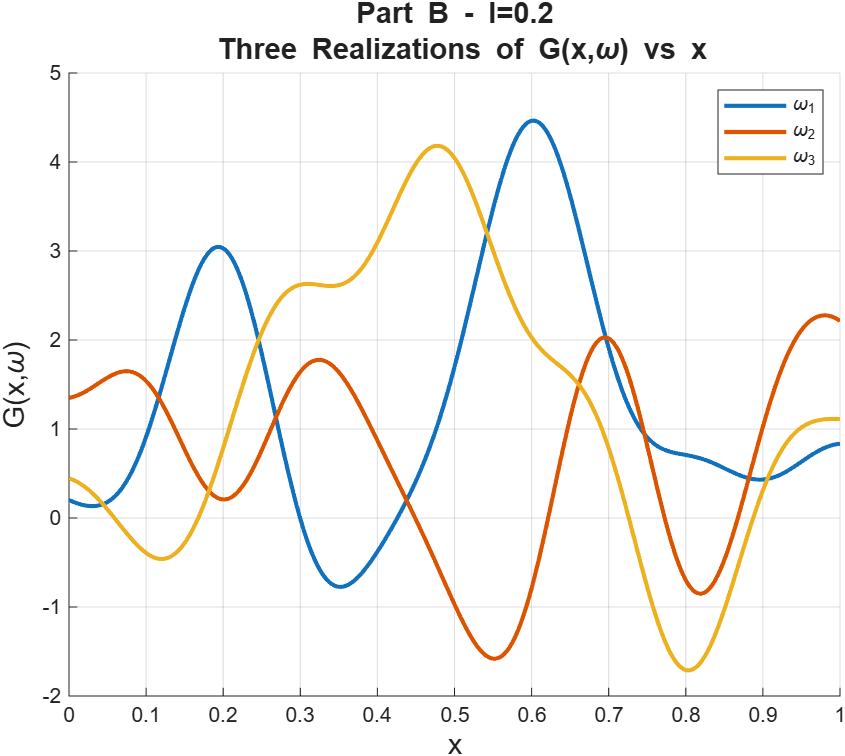 Part B - l=0.2
Three Realizations of G(x,ω) vs x
5
ω₁
ω₂
ω₃
4
3
2
1
0
-1
-2
G(x,ω)
0 0.1 0.2 0.3 0.4 0.5 0.6 0.7 0.8 0.9 1
x